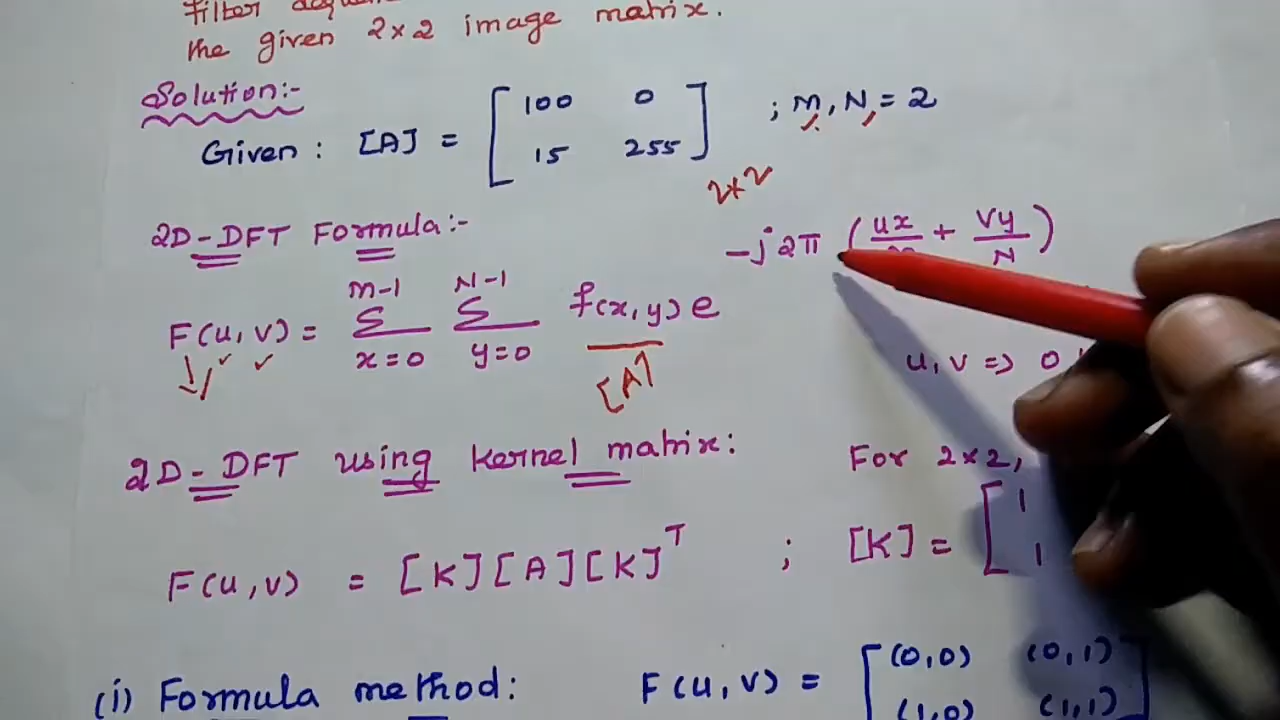 Filter
the given 2×2 image matrix.
Solution:-
Given : [A] = [ 100 0 ; M, N = 2
15 255 ]
2×2
2D-DFT Formula:-
-j2π (ux/ + vy/N)
M-1 N-1
F(u,v) = Σ Σ f(x,y) e
x=0 y=0
[A]
u, v => 0
2D-DFT using kernel matrix:
For 2×2,
F(u,v) = [K][A][K]ᵀ ; [K] = [ 1
1
(i) Formula method: F(u,v) = [ (0,0) (0,1)
(1,0) (1,1) ]